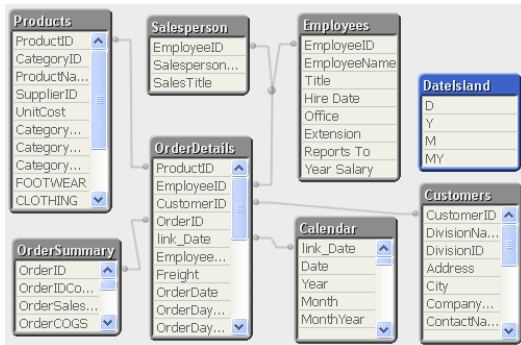 Products
ProductID
CategoryID
ProductNa...
SupplierID
UnitCost
Category...
Category...
Category...
FOOTWEAR
CLOTHING
Salesperson
EmployeeID
Salesperson...
SalesTitle
Employees
EmployeeID
EmployeeName
Title
Hire Date
Office
Extension
Reports To
Year Salary
DateIsland
D
Y
M
MY
OrderDetails
ProductID
EmployeeID
CustomerID
OrderID
link_Date
Employee...
Freight
OrderDate
OrderDay...
OrderDay...
OrderSummary
OrderID
OrderIDCo...
OrderSales...
OrderCOGS
Calendar
link_Date
Date
Year
Month
MonthYear
Customers
CustomerID
DivisionNa...
DivisionID
Address
City
Company...
ContactNa...